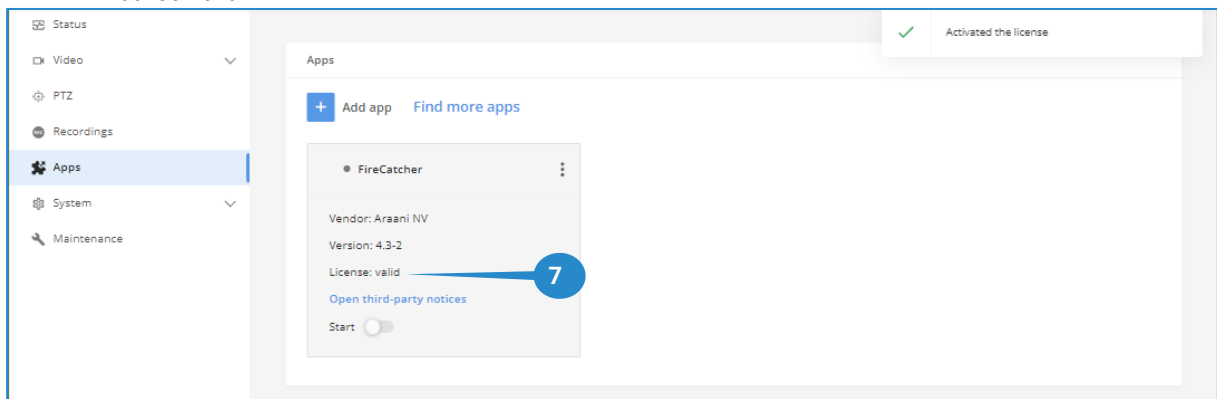 Status
Activated the license
Video
Apps
PTZ
+ Add app Find more apps
Recordings
Apps
FireCatcher
System
Vendor: Araani NV
Maintenance
Version: 4.3-2
License: valid
7
Open third-party notices
Start